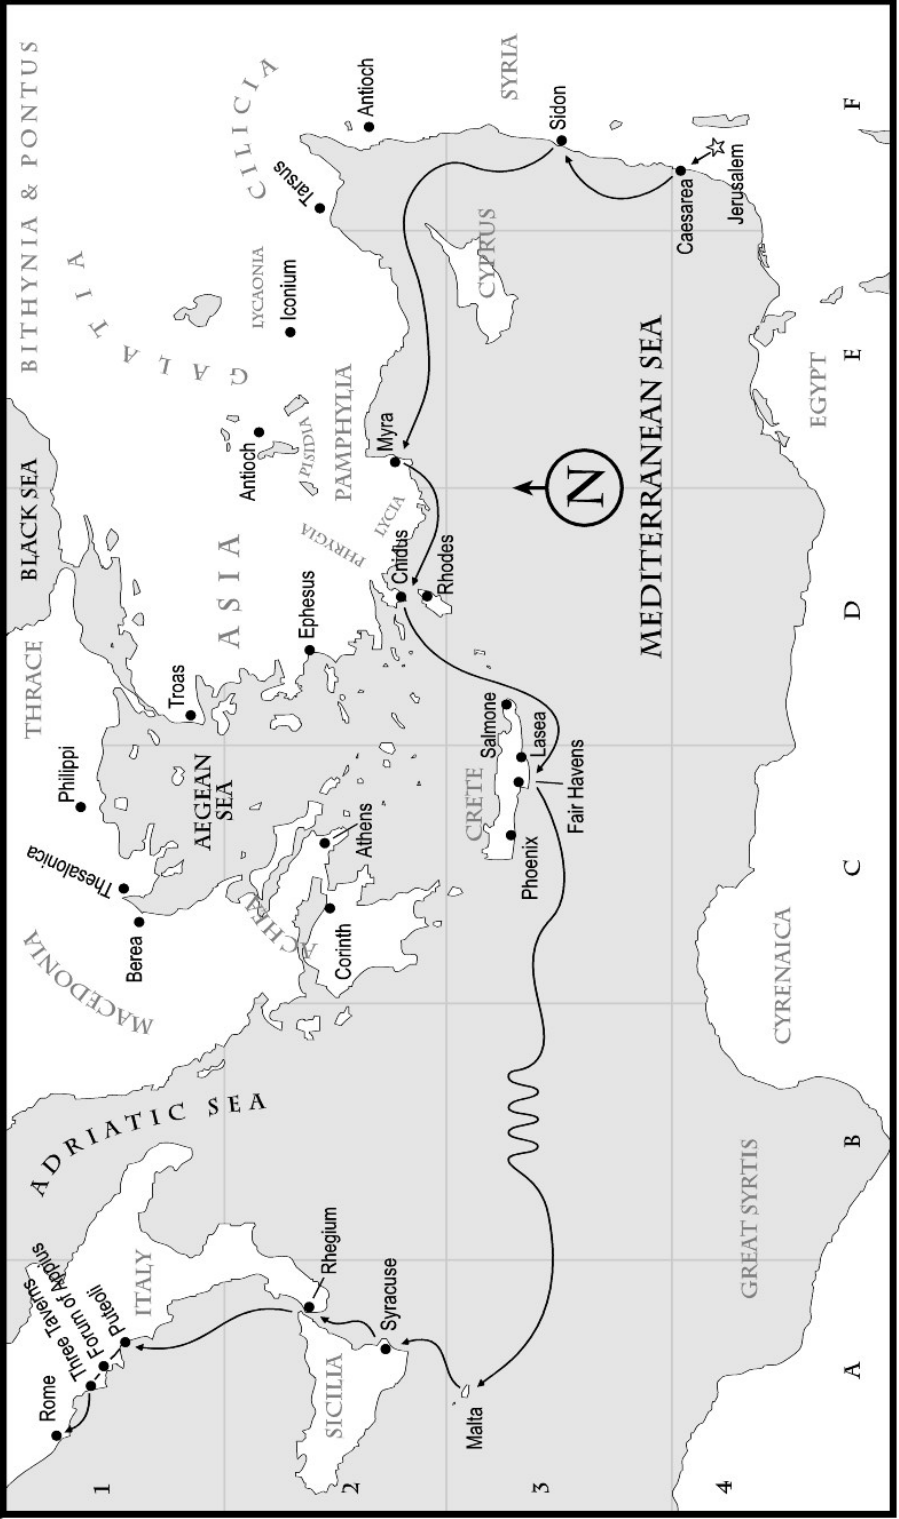 BITHYNIA & PONTUS
BLACK SEA
THRACE
MACEDONIA
ADRIATIC SEA
GALATIA
CILICIA
ASIA
LYCAONIA
PISIDIA
PAMPHYLIA
PHRYGIA
LYCIA
SYRIA
Rome
Three Taverns
Forum of Appius
Puteoli
ITALY
Philippi
Thesalonica
Berea
Troas
AEGEAN
SEA
Antioch
Iconium
Tarsus
Antioch
Ephesus
Athens
Corinth
ACHEA
Rhegium
SICILIA
Syracuse
Malta
Cnidus
Rhodes
Myra
CYPRUS
Sidon
CRETE
Salmone
Lasea
Fair Havens
Phoenix
N
MEDITERRANEAN SEA
Caesarea
Jerusalem
GREAT SYRTIS
CYRENAICA
EGYPT
1
2
3
4
A
B
C
D
E
F